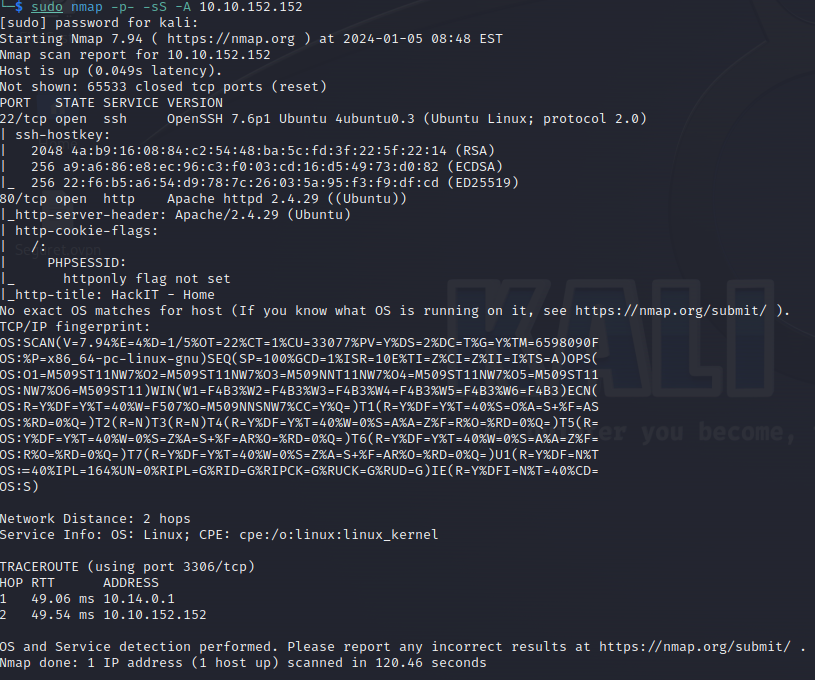 └─$ sudo nmap -p- -sS -A 10.10.152.152
[sudo] password for kali:
Starting Nmap 7.94 ( https://nmap.org ) at 2024-01-05 08:48 EST
Nmap scan report for 10.10.152.152
Host is up (0.049s latency).
Not shown: 65533 closed tcp ports (reset)
PORT   STATE SERVICE VERSION
22/tcp open  ssh     OpenSSH 7.6p1 Ubuntu 4ubuntu0.3 (Ubuntu Linux; protocol 2.0)
| ssh-hostkey:
|   2048 4a:b9:16:08:84:c2:54:48:ba:5c:fd:3f:22:5f:22:14 (RSA)
|   256 a9:a6:86:e8:ec:96:c3:f0:03:cd:16:d5:49:73:d0:82 (ECDSA)
|_  256 22:f6:b5:a6:54:d9:78:7c:26:03:5a:95:f3:f9:df:cd (ED25519)
80/tcp open  http    Apache httpd 2.4.29 ((Ubuntu))
|_http-server-header: Apache/2.4.29 (Ubuntu)
| http-cookie-flags:
|   /:
|     PHPSESSID:
|_      httponly flag not set
|_http-title: HackIT - Home
No exact OS matches for host (If you know what OS is running on it, see https://nmap.org/submit/ ).
TCP/IP fingerprint:
OS:SCAN(V=7.94%E=4%D=1/5%OT=22%CT=1%CU=33077%PV=Y%DS=2%DC=T%G=Y%TM=6598090F
OS:%P=x86_64-pc-linux-gnu)SEQ(SP=100%GCD=1%ISR=10E%TI=Z%CI=Z%II=I%TS=A)OPS(
OS:O1=M509ST11NW7%O2=M509ST11NW7%O3=M509NNT11NW7%O4=M509ST11NW7%O5=M509ST11
OS:NW7%O6=M509ST11)WIN(W1=F4B3%W2=F4B3%W3=F4B3%W4=F4B3%W5=F4B3%W6=F4B3)ECN(
OS:R=Y%DF=Y%T=40%W=F507%O=M509NNSNW7%CC=Y%Q=)T1(R=Y%DF=Y%T=40%S=O%A=S+%F=AS
OS:%RD=0%Q=)T2(R=N)T3(R=N)T4(R=Y%DF=Y%T=40%W=0%S=A%A=Z%F=R%O=%RD=0%Q=)T5(R=
OS:Y%DF=Y%T=40%W=0%S=Z%A=S+%F=AR%O=%RD=0%Q=)T6(R=Y%DF=Y%T=40%W=0%S=A%A=Z%F=
OS:R%O=%RD=0%Q=)T7(R=Y%DF=Y%T=40%W=0%S=Z%A=S+%F=AR%O=%RD=0%Q=)U1(R=Y%DF=N%T
OS:=40%IPL=164%UN=0%RIPL=G%RID=G%RIPCK=G%RUCK=G%RUD=G)IE(R=Y%DFI=N%T=40%CD=
OS:S)
Network Distance: 2 hops
Service Info: OS: Linux; CPE: cpe:/o:linux:linux_kernel
TRACEROUTE (using port 3306/tcp)
HOP RTT      ADDRESS
1   49.06 ms 10.14.0.1
2   49.54 ms 10.10.152.152
OS and Service detection performed. Please report any incorrect results at https://nmap.org/submit/ .
Nmap done: 1 IP address (1 host up) scanned in 120.46 seconds
KALI
you become,